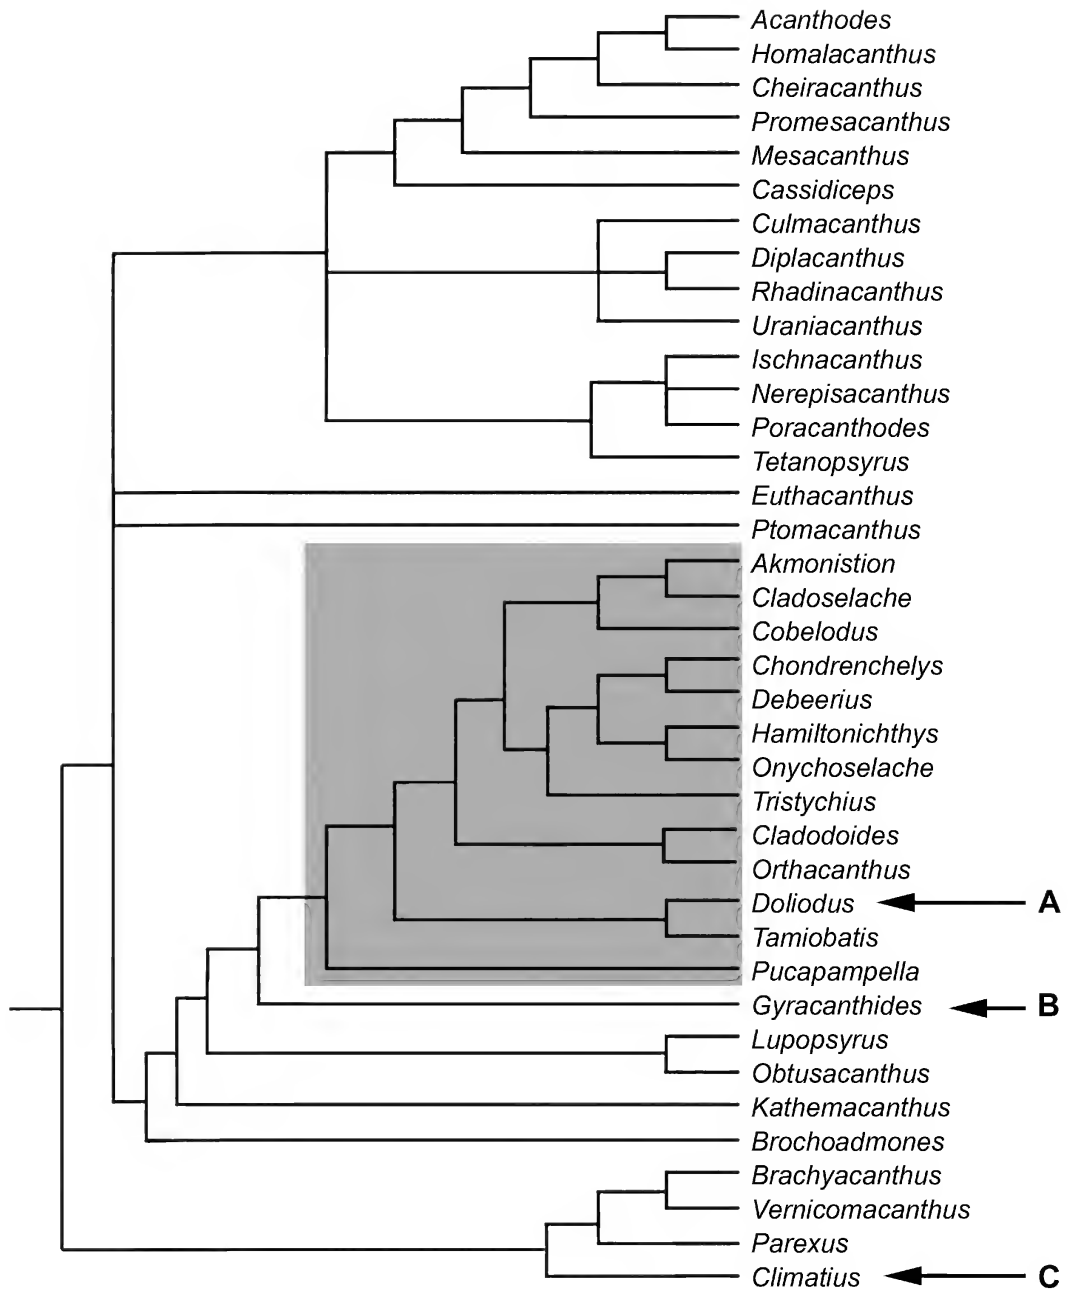 Acanthodes
Homalacanthus
Cheiracanthus
Promesacanthus
Mesacanthus
Cassidiceps
Culmacanthus
Diplacanthus
Rhadinacanthus
Uraniacanthus
Ischnacanthus
Nerepisacanthus
Poracanthodes
Tetanopsyrus
Euthacanthus
Ptomacanthus
Akmonistion
Cladoselache
Cobelodus
Chondrenchelys
Debeerius
Hamiltonichthys
Onychoselache
Tristychius
Cladodoides
Orthacanthus
Doliodus A
Tamiobatis
Pucapampella
Gyracanthides B
Lupopsyrus
Obtusacanthus
Kathemacanthus
Brochoadmones
Brachyacanthus
Vernicomacanthus
Parexus
Climatius C